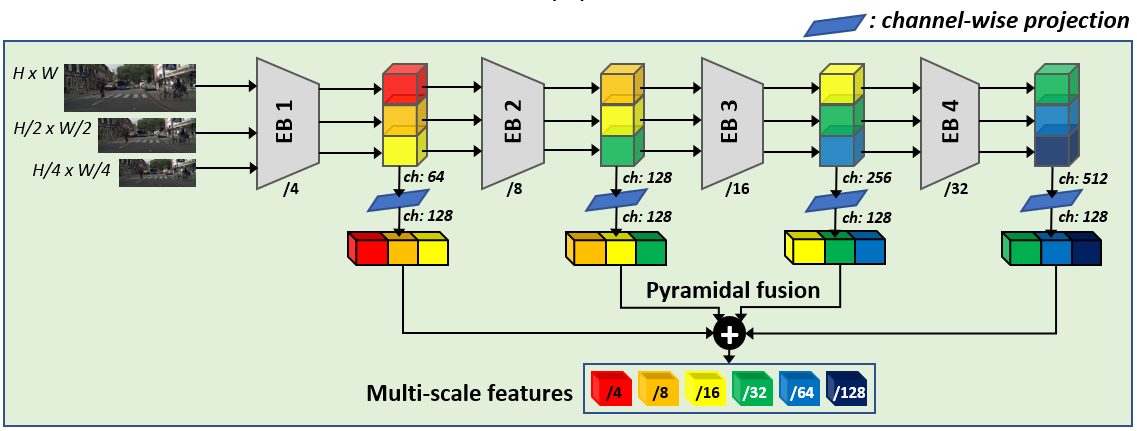 : channel-wise projection
H x W
H/2 x W/2
H/4 x W/4
EB 1
EB 2
EB 3
EB 4
/4
/8
/16
/32
ch: 64
ch: 128
ch: 256
ch: 512
ch: 128
ch: 128
ch: 128
ch: 128
Pyramidal fusion
+
Multi-scale features
/4
/8
/16
/32
/64
/128